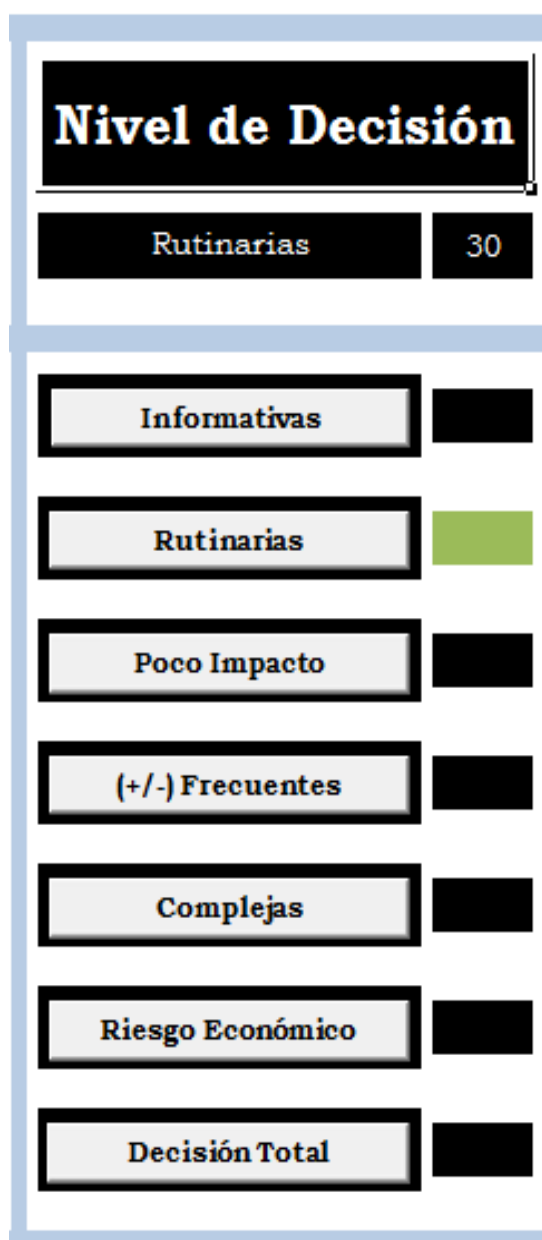 Nivel de Decisión
Rutinarias 30
Informativas
Rutinarias
Poco Impacto
(+/-) Frecuentes
Complejas
Riesgo Económico
Decisión Total